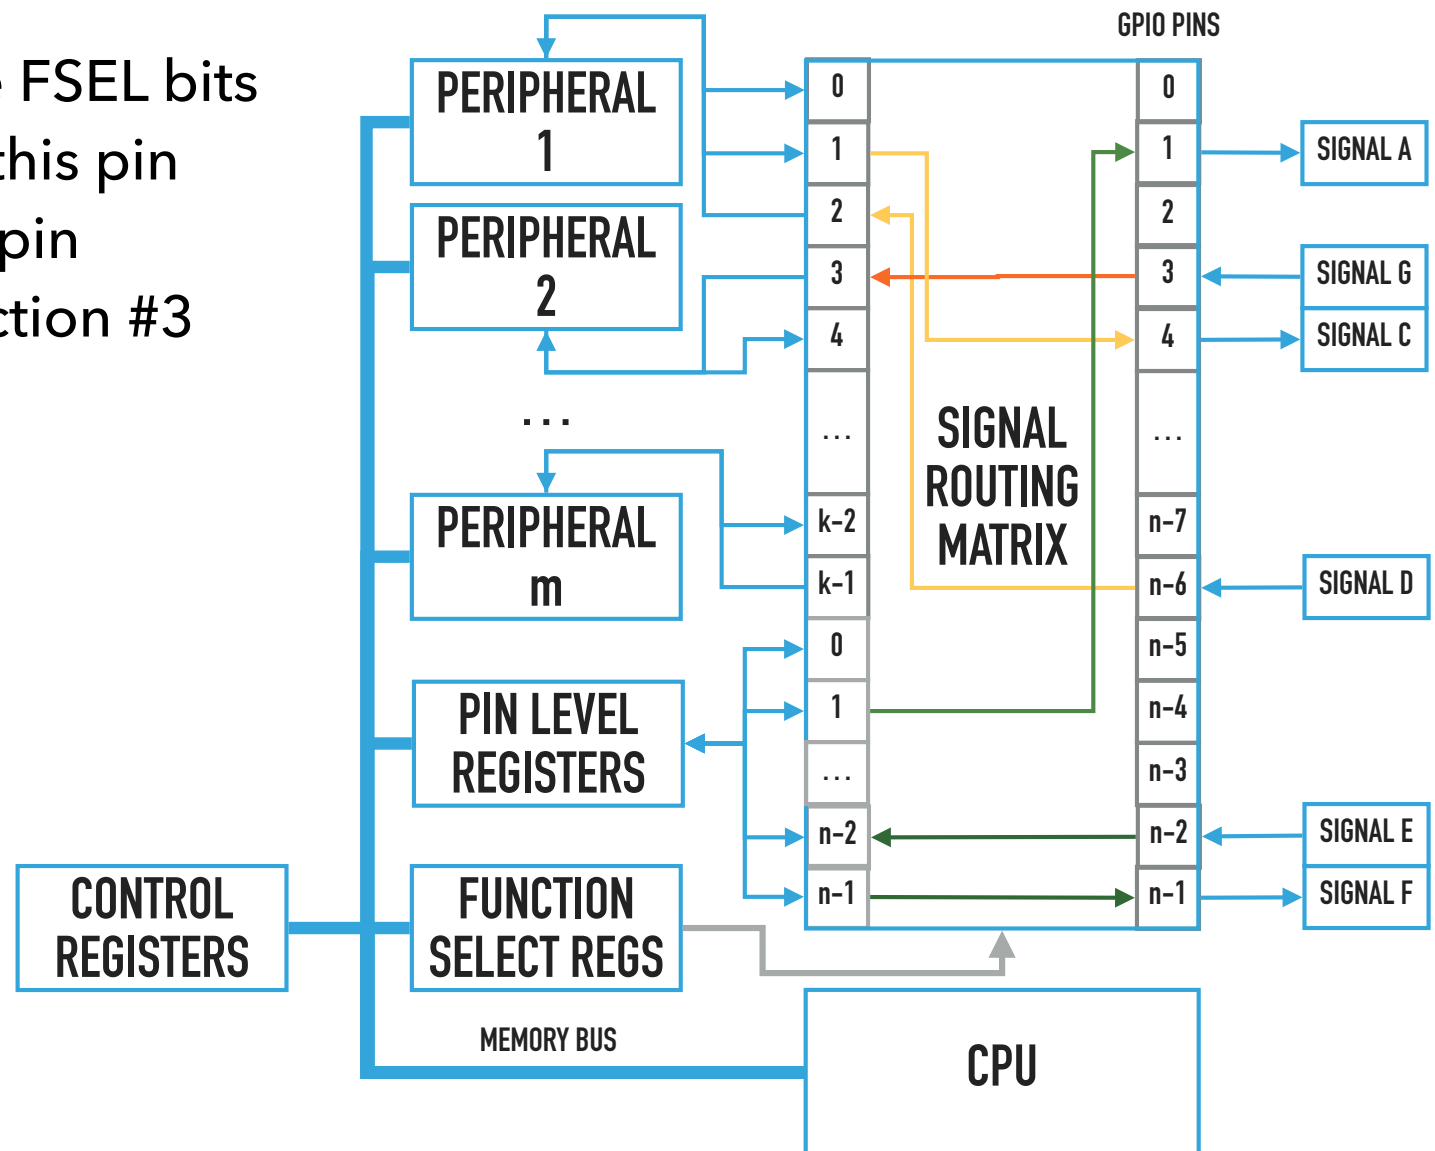 GPIO PINS
e FSEL bits
this pin
pin
ction #3
PERIPHERAL
1
PERIPHERAL
2
...
PERIPHERAL
m
PIN LEVEL
REGISTERS
CONTROL
REGISTERS
FUNCTION
SELECT REGS
MEMORY BUS
CPU
0
1
2
3
4
...
k-2
k-1
0
1
...
n-2
n-1
SIGNAL
ROUTING
MATRIX
0
1
2
3
4
...
n-7
n-6
n-5
n-4
n-3
n-2
n-1
SIGNAL A
SIGNAL G
SIGNAL C
SIGNAL D
SIGNAL E
SIGNAL F